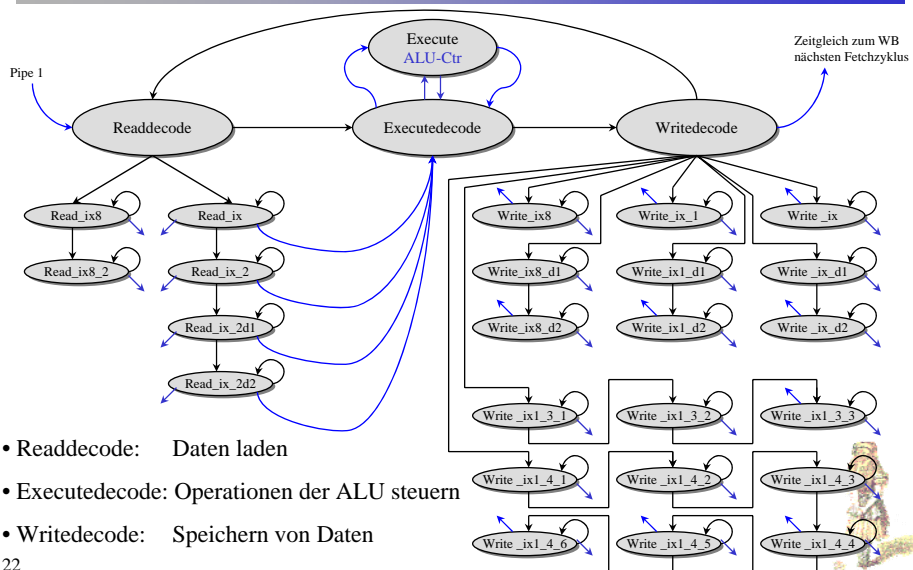 Execute
ALU-Ctr
Zeitgleich zum WB
nächsten Fetchzyklus
Pipe 1
Readdecode
Executedecode
Writedecode
Read_ix8
Read_ix
Write_ix8
Write_ix_1
Write _ix
Read_ix8_2
Read_ix_2
Write_ix8_d1
Write_ix1_d1
Write _ix_d1
Read_ix_2d1
Write_ix8_d2
Write_ix1_d2
Write _ix_d2
Read_ix_2d2
Write _ix1_3_1
Write _ix1_3_2
Write _ix1_3_3
• Readdecode: Daten laden
Write _ix1_4_1
Write _ix1_4_2
Write _ix1_4_3
• Executedecode: Operationen der ALU steuern
• Writedecode: Speichern von Daten
Write _ix1_4_6
Write _ix1_4_5
Write _ix1_4_4
22